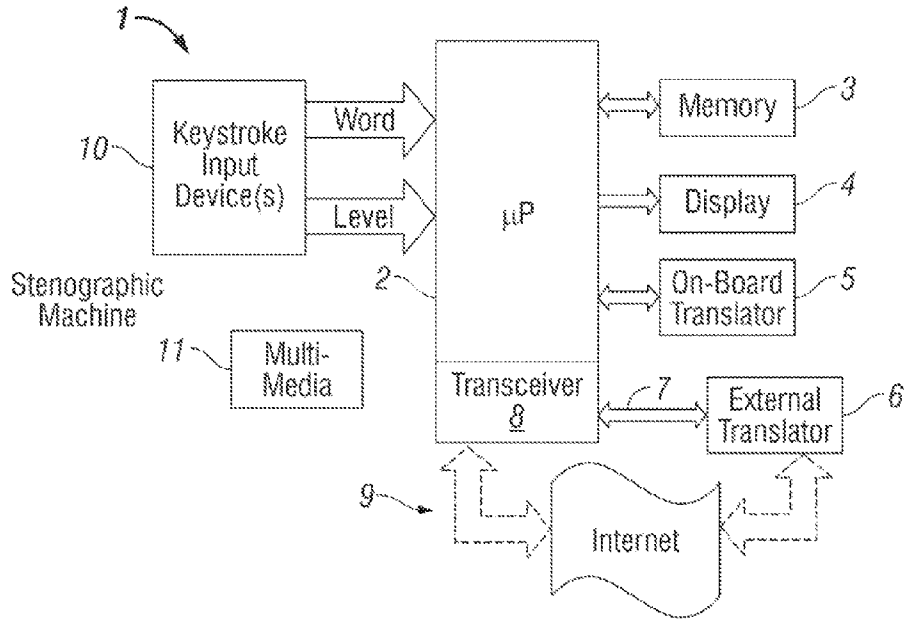 1
10
Keystroke
Input
Device(s)
Word
Level
μP
2
Memory
3
Display
4
On-Board
Translator
5
Stenographic
Machine
11
Multi-
Media
Transceiver
8
7
External
Translator
6
9
Internet